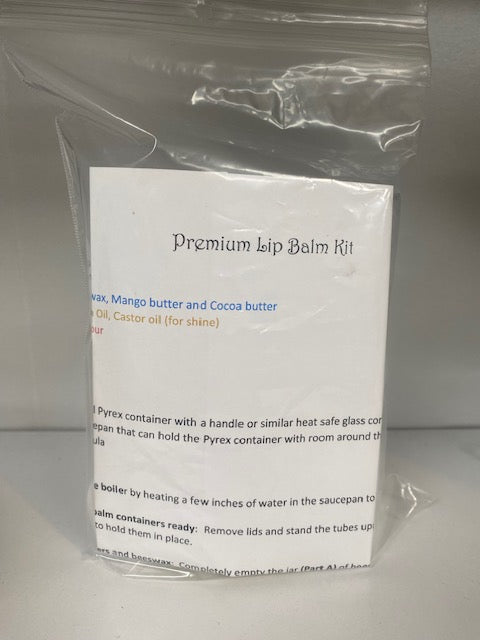 Premium Lip Balm Kit
wax, Mango butter and Cocoa butter
Oil, Castor oil (for shine)
our
Pyrex container with a handle or similar heat safe glass con
epan that can hold the Pyrex container with room around th
ula
e boiler by heating a few inches of water in the saucepan to
balm containers ready: Remove lids and stand the tubes up
to hold them in place.
ers and beeswax: Completely empty the jar (Part A) of bee